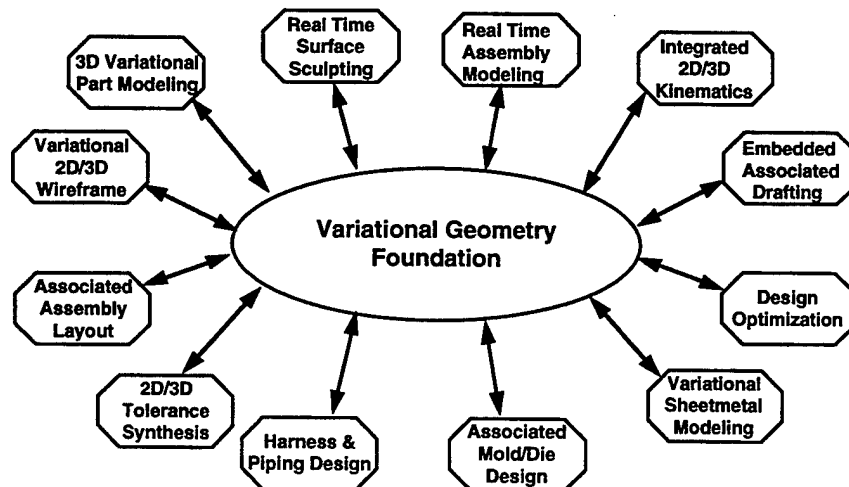 Real Time
Surface
Sculpting
Real Time
Assembly
Modeling
Integrated
2D/3D
Kinematics
3D Variational
Part Modeling
Variational
2D/3D
Wireframe
Embedded
Associated
Drafting
Variational Geometry
Foundation
Associated
Assembly
Layout
Design
Optimization
2D/3D
Tolerance
Synthesis
Variational
Sheetmetal
Modeling
Harness &
Piping Design
Associated
Mold/Die
Design